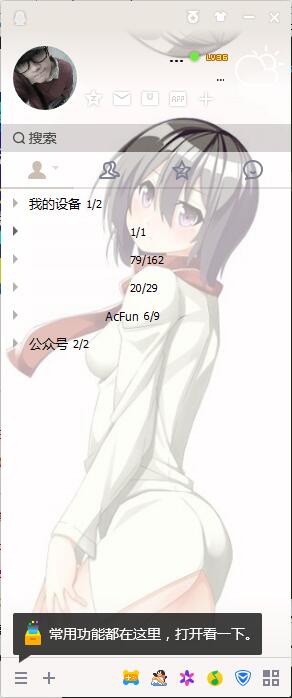 ...
LV36
...
APP
搜索
我的设备 1/2
1/1
79/162
20/29
AcFun 6/9
公众号 2/2
常用功能都在这里，打开看一下。